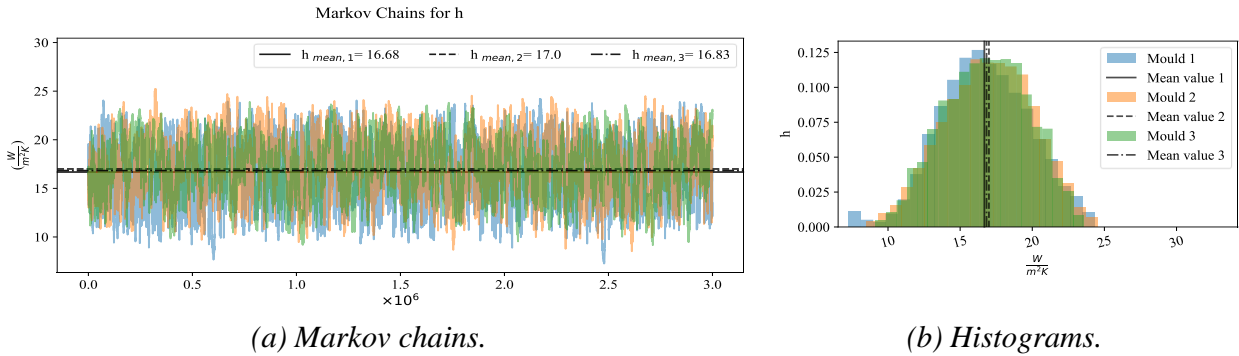 Markov Chains for h
h mean,1= 16.68
h mean,2= 17.0
h mean,3= 16.83
30
25
20
15
10
(W/m²K)
0.0 0.5 1.0 1.5 2.0 2.5 3.0
×10⁶
(a) Markov chains.
Mould 1
Mean value 1
Mould 2
Mean value 2
Mould 3
Mean value 3
0.125
0.100
0.075
0.050
0.025
0.000
h
10 15 20 25 30
W/m²K
(b) Histograms.